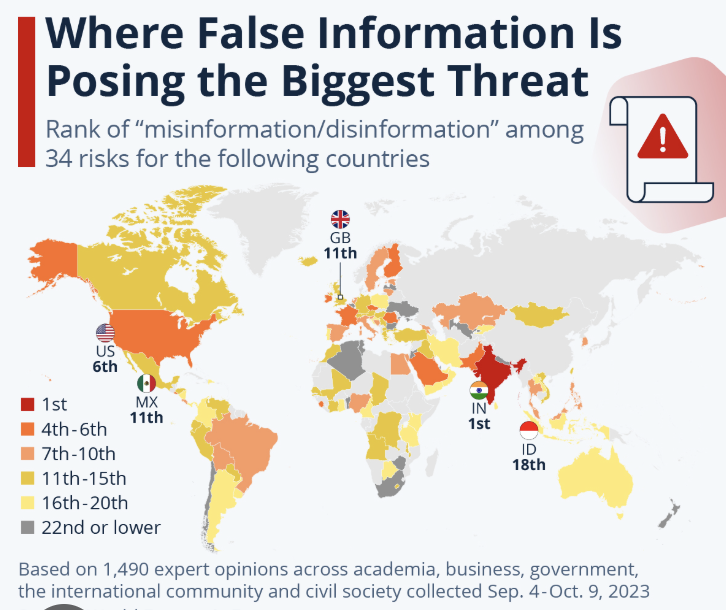 Where False Information Is
Posing the Biggest Threat
Rank of “misinformation/disinformation” among
34 risks for the following countries
GB
11th
US
6th
MX
11th
IN
1st
ID
18th
1st
4th-6th
7th-10th
11th-15th
16th-20th
22nd or lower
Based on 1,490 expert opinions across academia, business, government,
the international community and civil society collected Sep. 4-Oct. 9, 2023